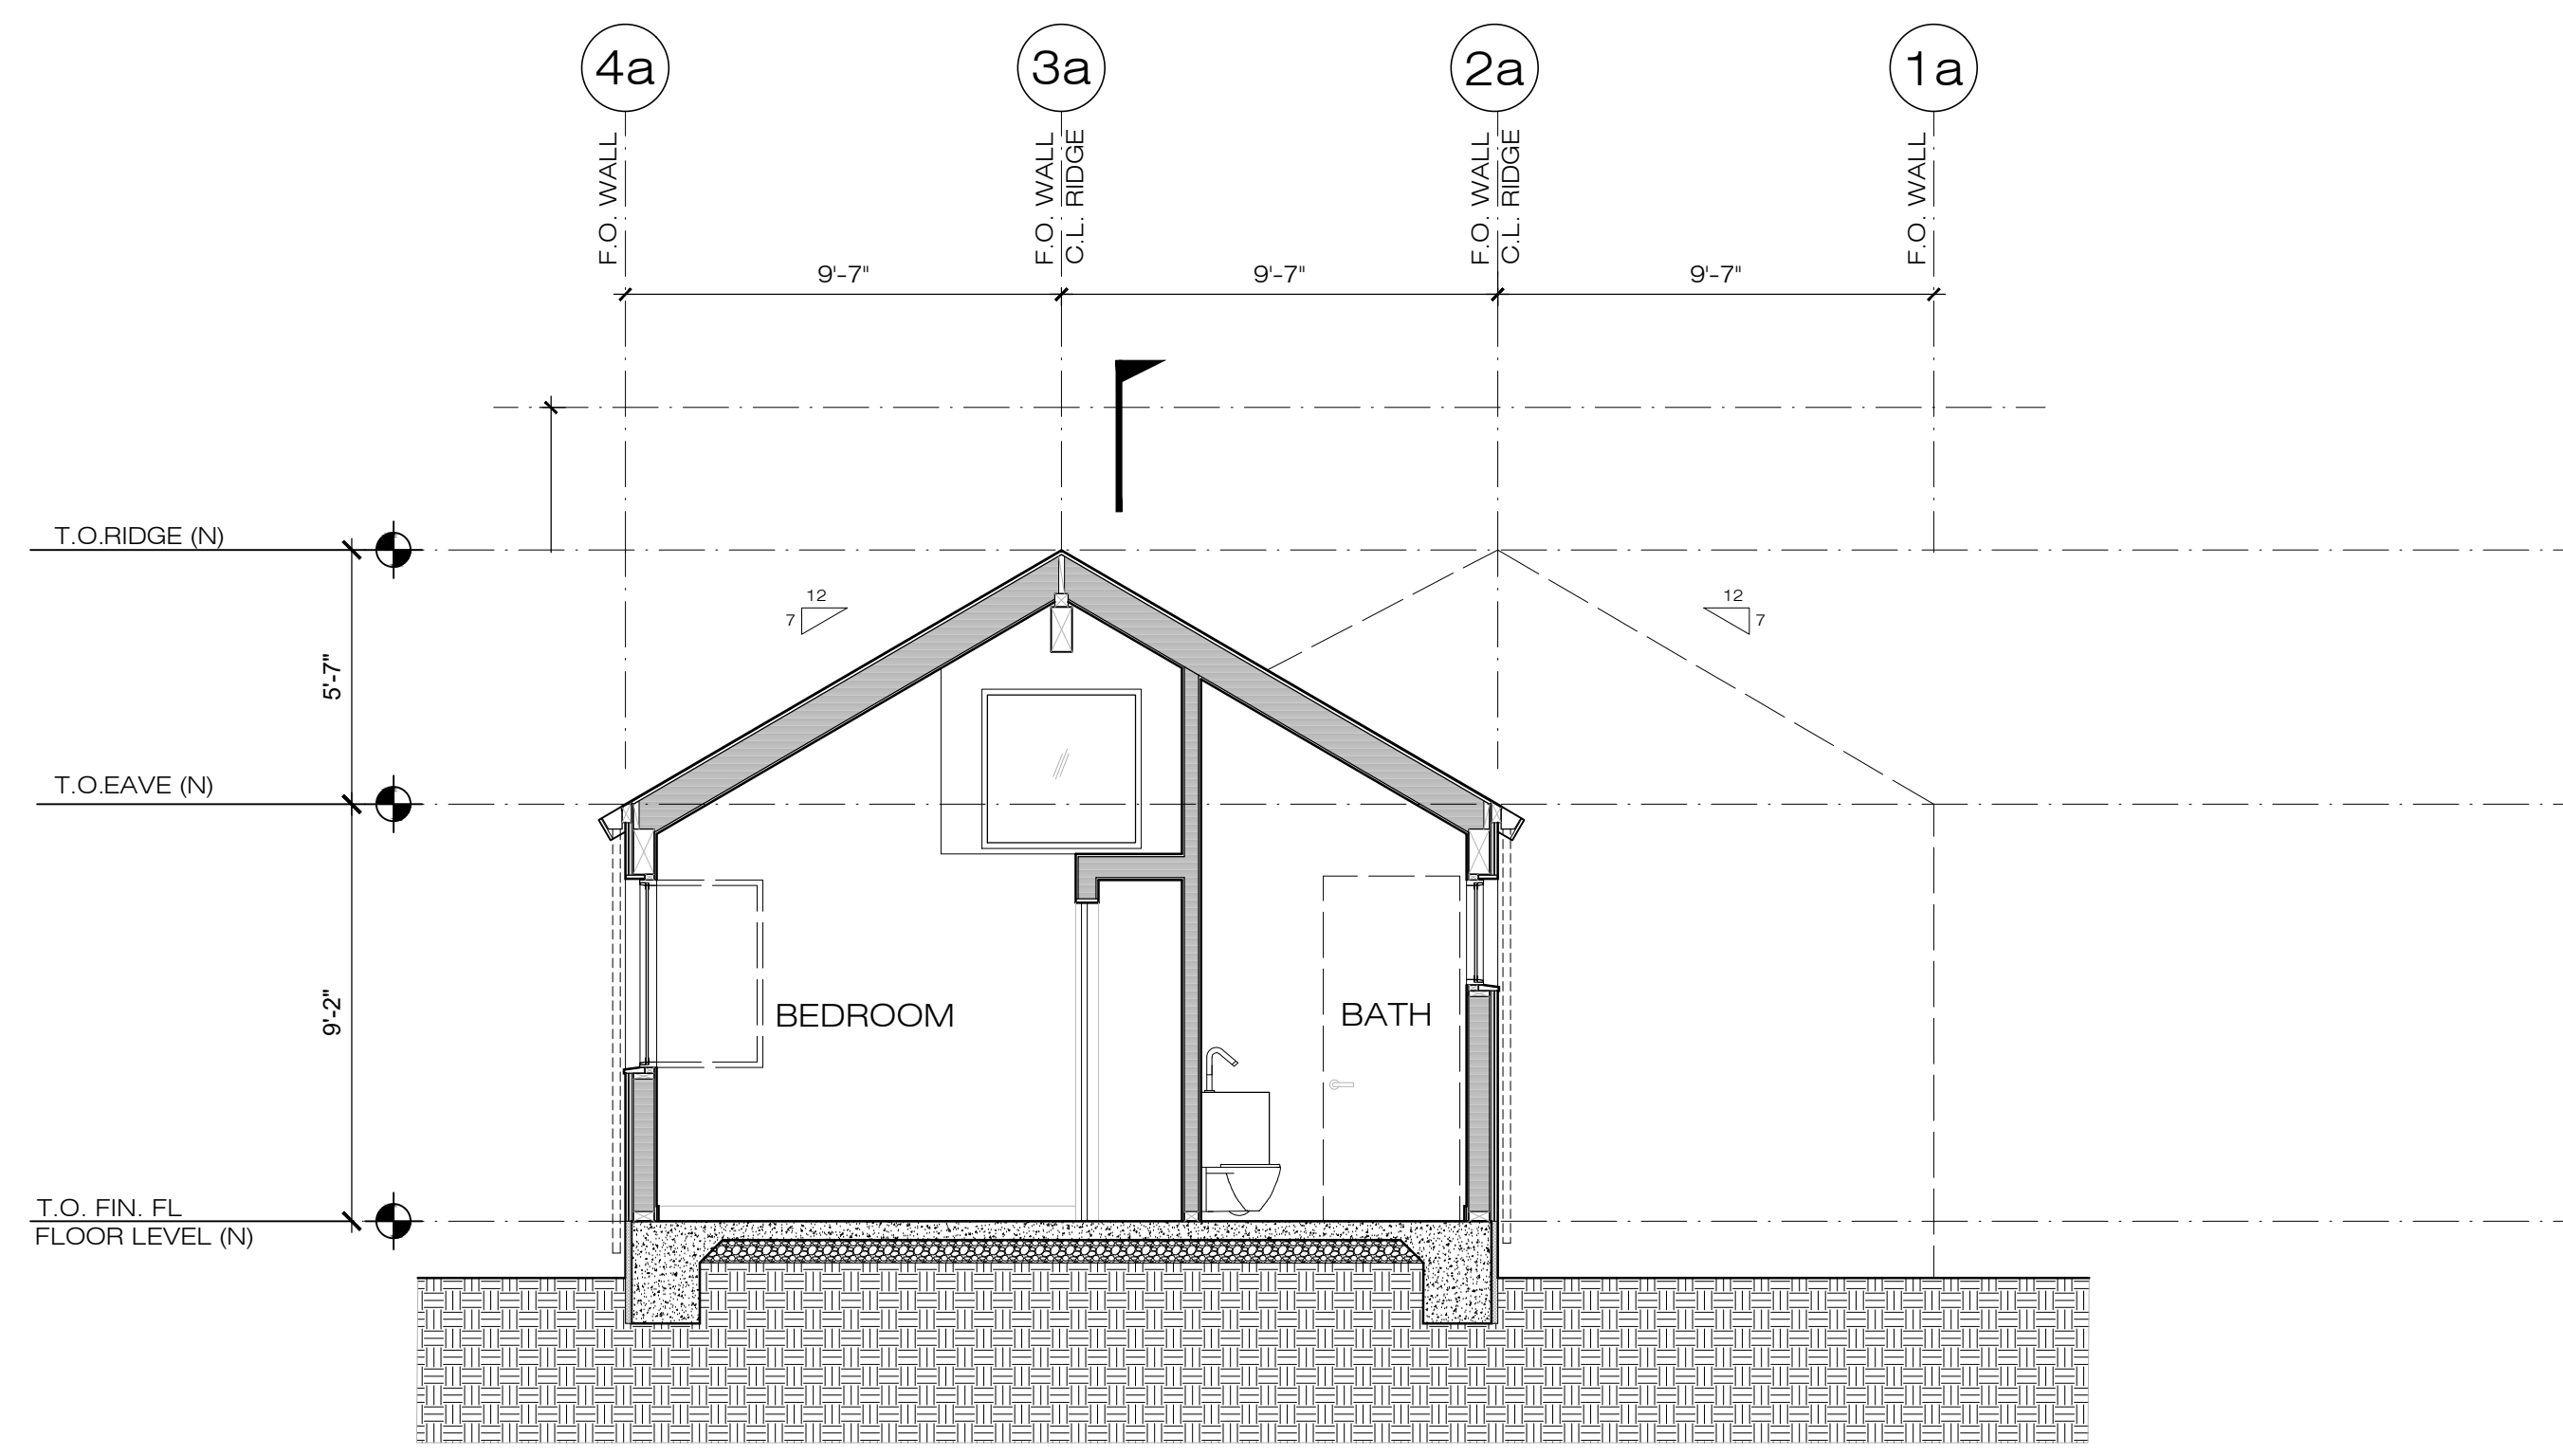 4a
3a
2a
1a
F.O. WALL
F.O. WALL
C.L. RIDGE
F.O. WALL
C.L. RIDGE
F.O. WALL
9'-7"
9'-7"
9'-7"
T.O.RIDGE (N)
12
7
12
7
5'-7"
T.O.EAVE (N)
9'-2"
BEDROOM
BATH
T.O. FIN. FL
FLOOR LEVEL (N)